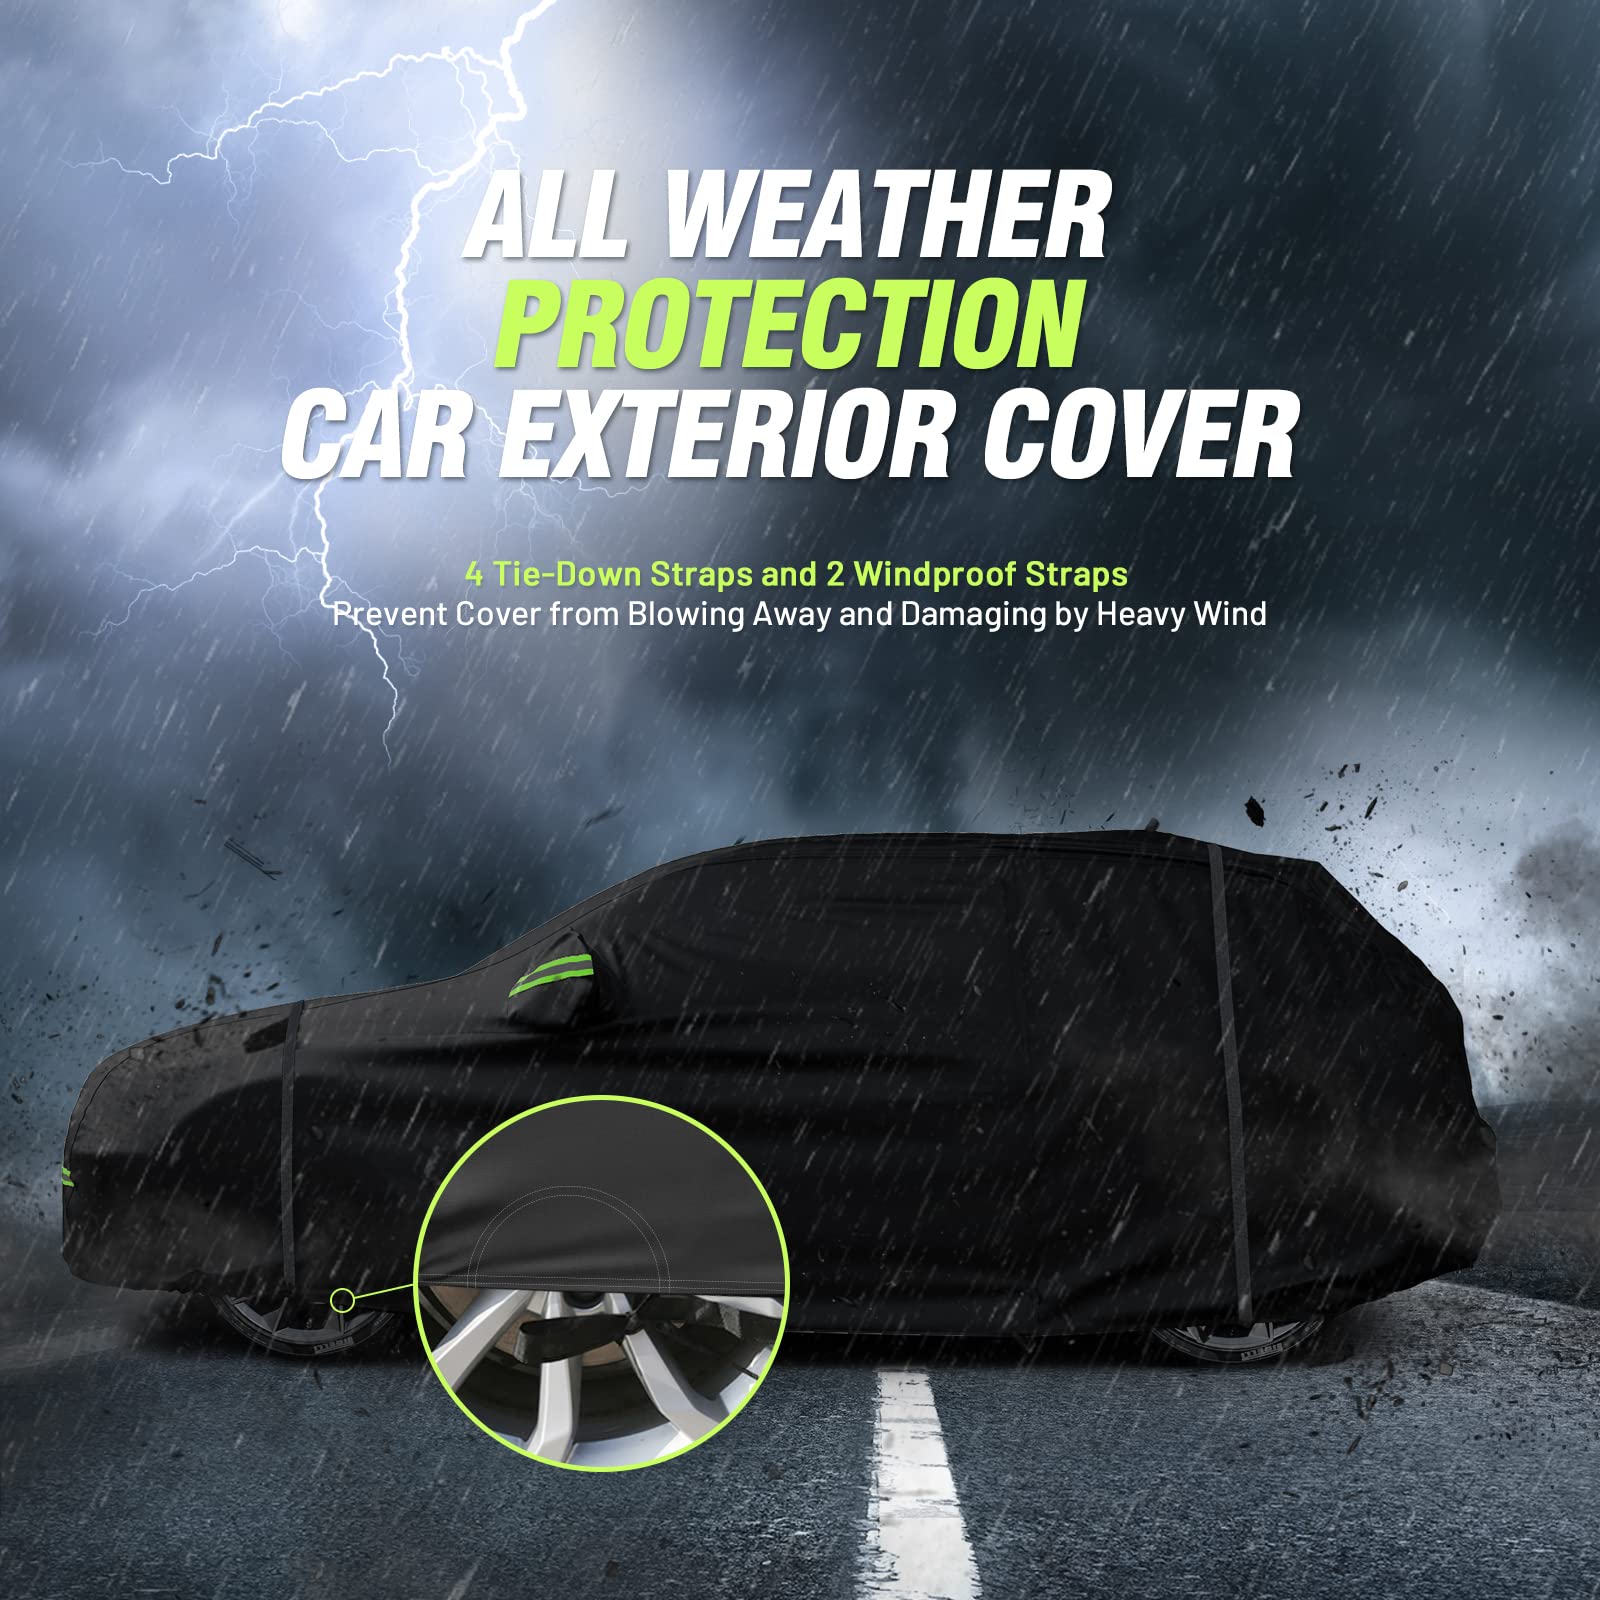 ALL WEATHER
PROTECTION
CAR EXTERIOR COVER
4 Tie-Down Straps and 2 Windproof Straps
Prevent Cover from Blowing Away and Damaging by Heavy Wind